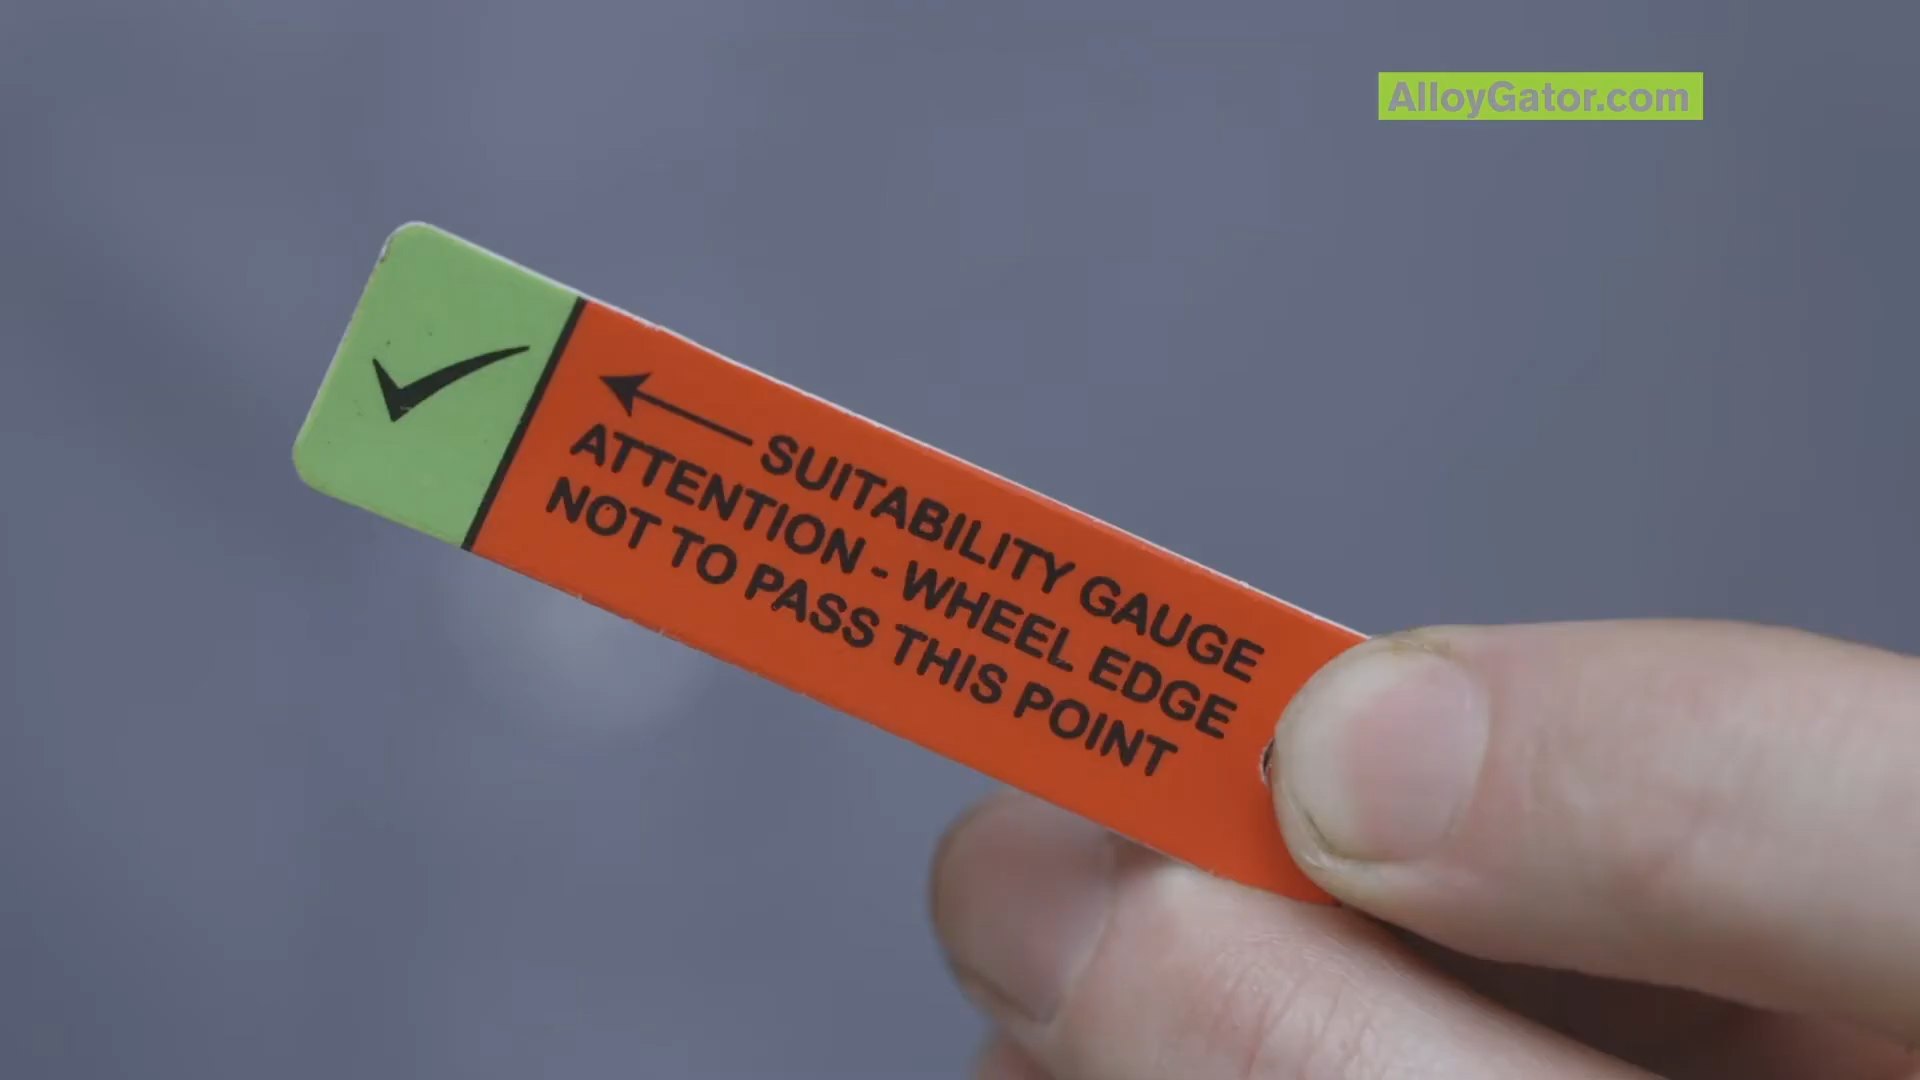 AlloyGator.com
SUITABILITY GAUGE
ATTENTION - WHEEL EDGE
NOT TO PASS THIS POINT